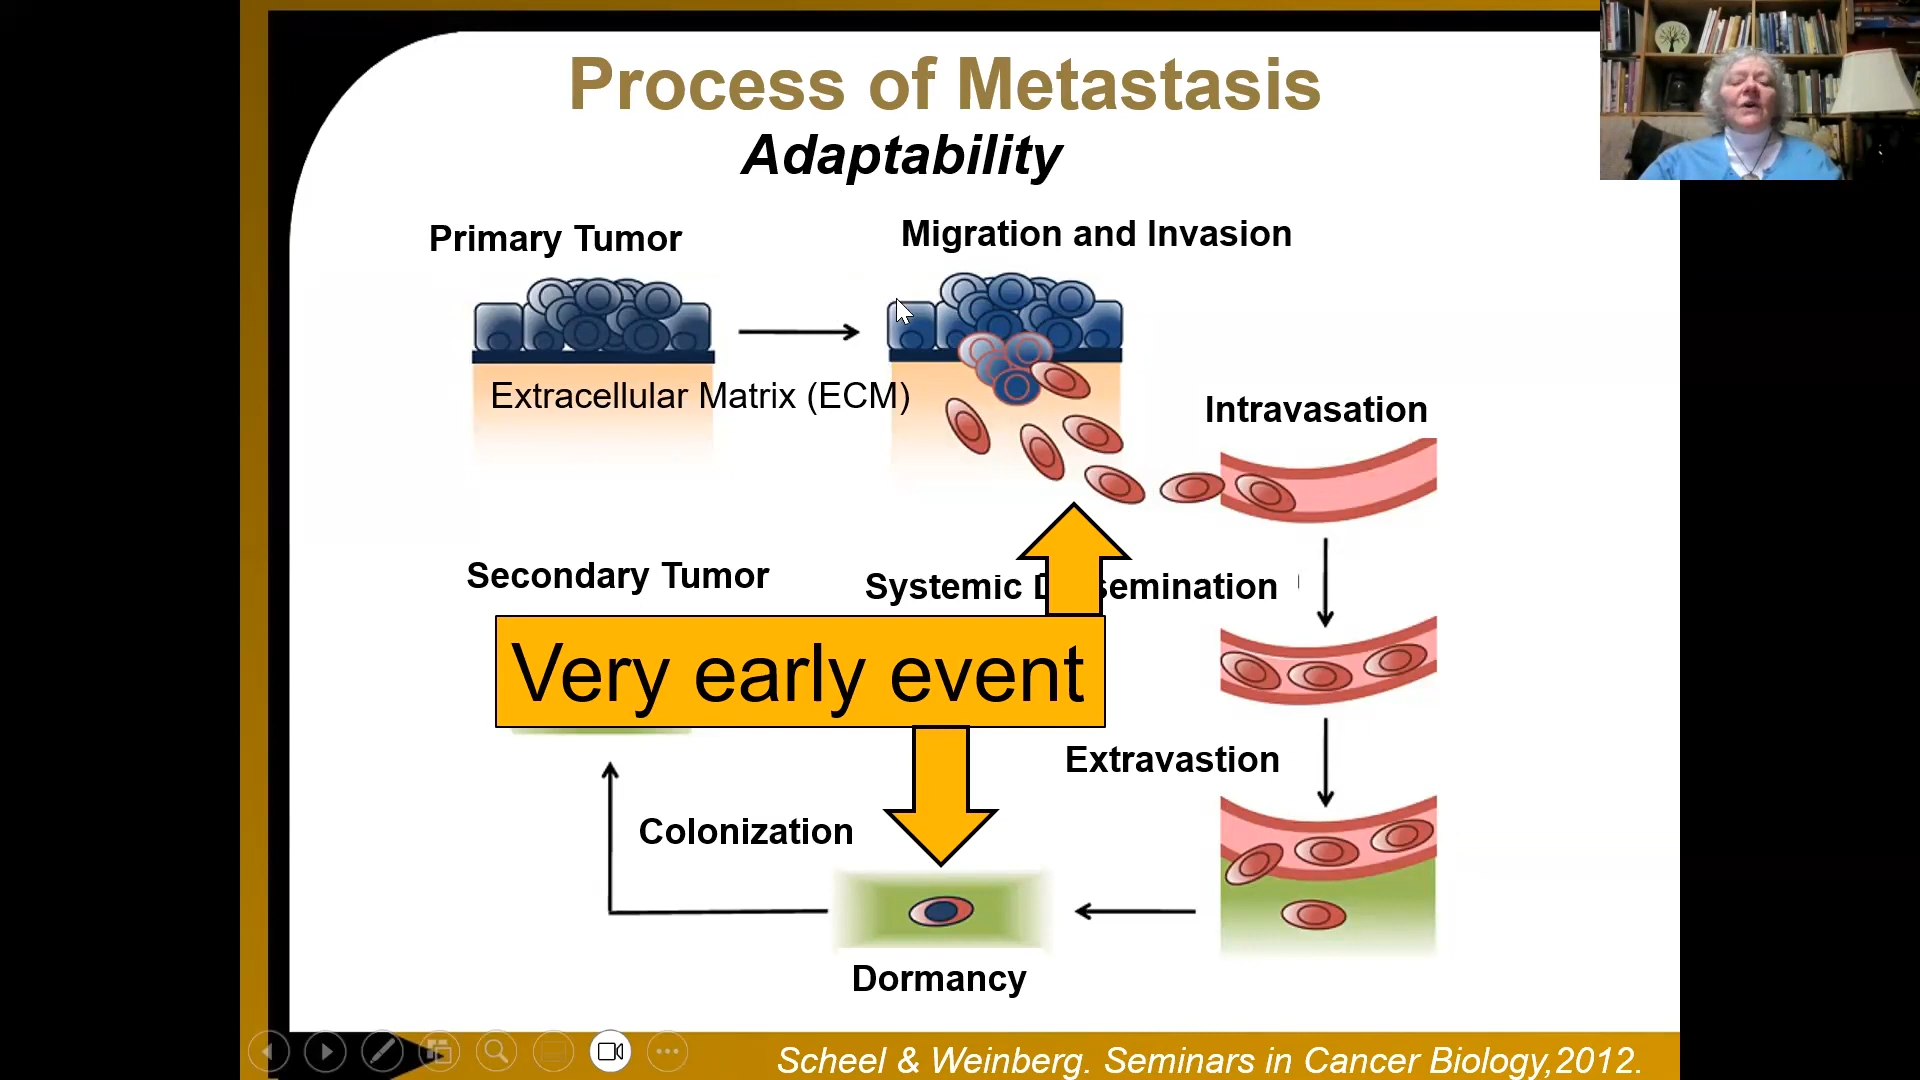 Process of Metastasis
Adaptability
Primary Tumor
Migration and Invasion
Extracellular Matrix (ECM)
Intravasation
Secondary Tumor
Systemic D semination
Very early event
Extravastion
Colonization
Dormancy
Scheel & Weinberg. Seminars in Cancer Biology,2012.